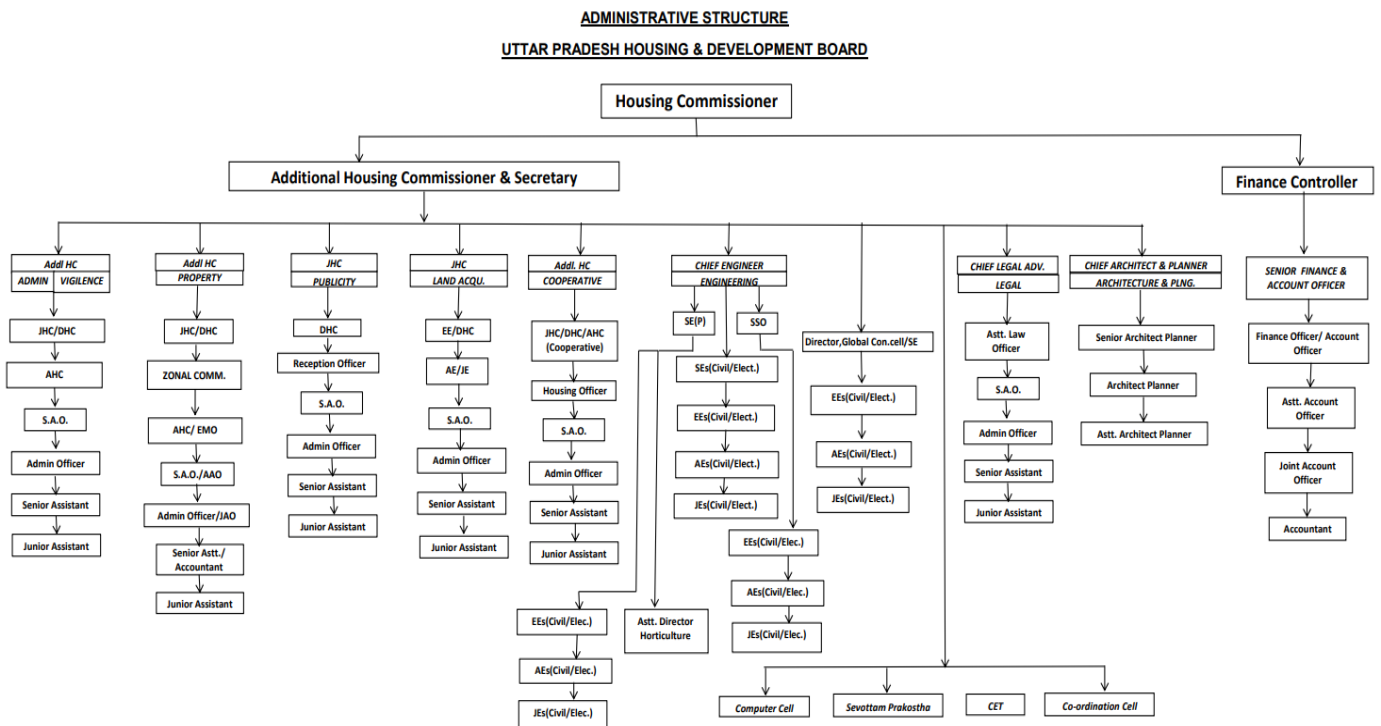 ADMINISTRATIVE STRUCTURE
UTTAR PRADESH HOUSING & DEVELOPMENT BOARD
Housing Commissioner
Additional Housing Commissioner & Secretary
Finance Controller
Addl HC
ADMIN VIGILENCE
JHC/DHC
AHC
S.A.O.
Admin Officer
Senior Assistant
Junior Assistant
Addl HC
PROPERTY
JHC/DHC
ZONAL COMM.
AHC/ EMO
S.A.O./AAO
Admin Officer/JAO
Senior Astt./
Accountant
Junior Assistant
JHC
PUBLICITY
DHC
Reception Officer
S.A.O.
Admin Officer
Senior Assistant
Junior Assistant
JHC
LAND ACQU.
EE/DHC
AE/JE
S.A.O.
Admin Officer
Senior Assistant
Junior Assistant
Addl. HC
COOPERATIVE
JHC/DHC/AHC
(Cooperative)
Housing Officer
S.A.O.
Admin Officer
Senior Assistant
Junior Assistant
CHIEF ENGINEER
ENGINEERING
SE(P)
EEs(Civil/Elec.)
AEs(Civil/Elec.)
JEs(Civil/Elec.)
Astt. Director
Horticulture
SEs(Civil/Elect.)
EEs(Civil/Elect.)
AEs(Civil/Elect.)
JEs(Civil/Elect.)
SSO
EEs(Civil/Elec.)
AEs(Civil/Elec.)
JEs(Civil/Elec.)
Director,Global Con.cell/SE
EEs(Civil/Elect.)
AEs(Civil/Elect.)
JEs(Civil/Elect.)
Computer Cell
Sevottam Prakostha
CET
Co-ordination Cell
CHIEF LEGAL ADV.
LEGAL
Astt. Law
Officer
S.A.O.
Admin Officer
Senior Assistant
Junior Assistant
CHIEF ARCHITECT & PLANNER
ARCHITECTURE & PLNG.
Senior Architect Planner
Architect Planner
Astt. Architect Planner
SENIOR FINANCE &
ACCOUNT OFFICER
Finance Officer/ Account
Officer
Astt. Account
Officer
Joint Account
Officer
Accountant